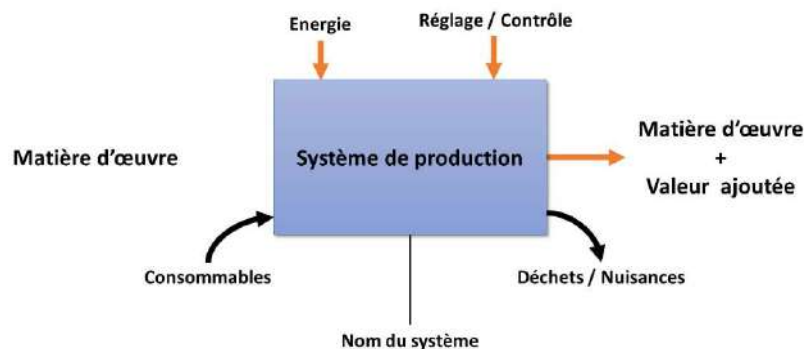 Energie
Réglage / Contrôle
Matière d'œuvre
Système de production
Matière d'œuvre
+
Valeur ajoutée
Consommables
Déchets / Nuisances
Nom du système